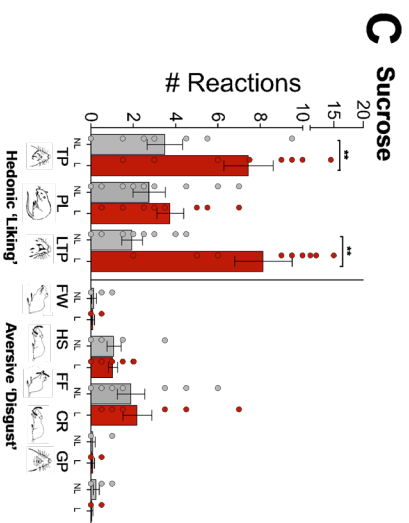 C
Sucrose
# Reactions
0
2
4
6
8
10
15
20
**
**
NL
L
NL
L
NL
L
NL
L
NL
L
NL
L
NL
L
NL
L
TP
PL
LTP
FW
HS
FF
CR
GP
Hedonic 'Liking'
Aversive 'Disgust'